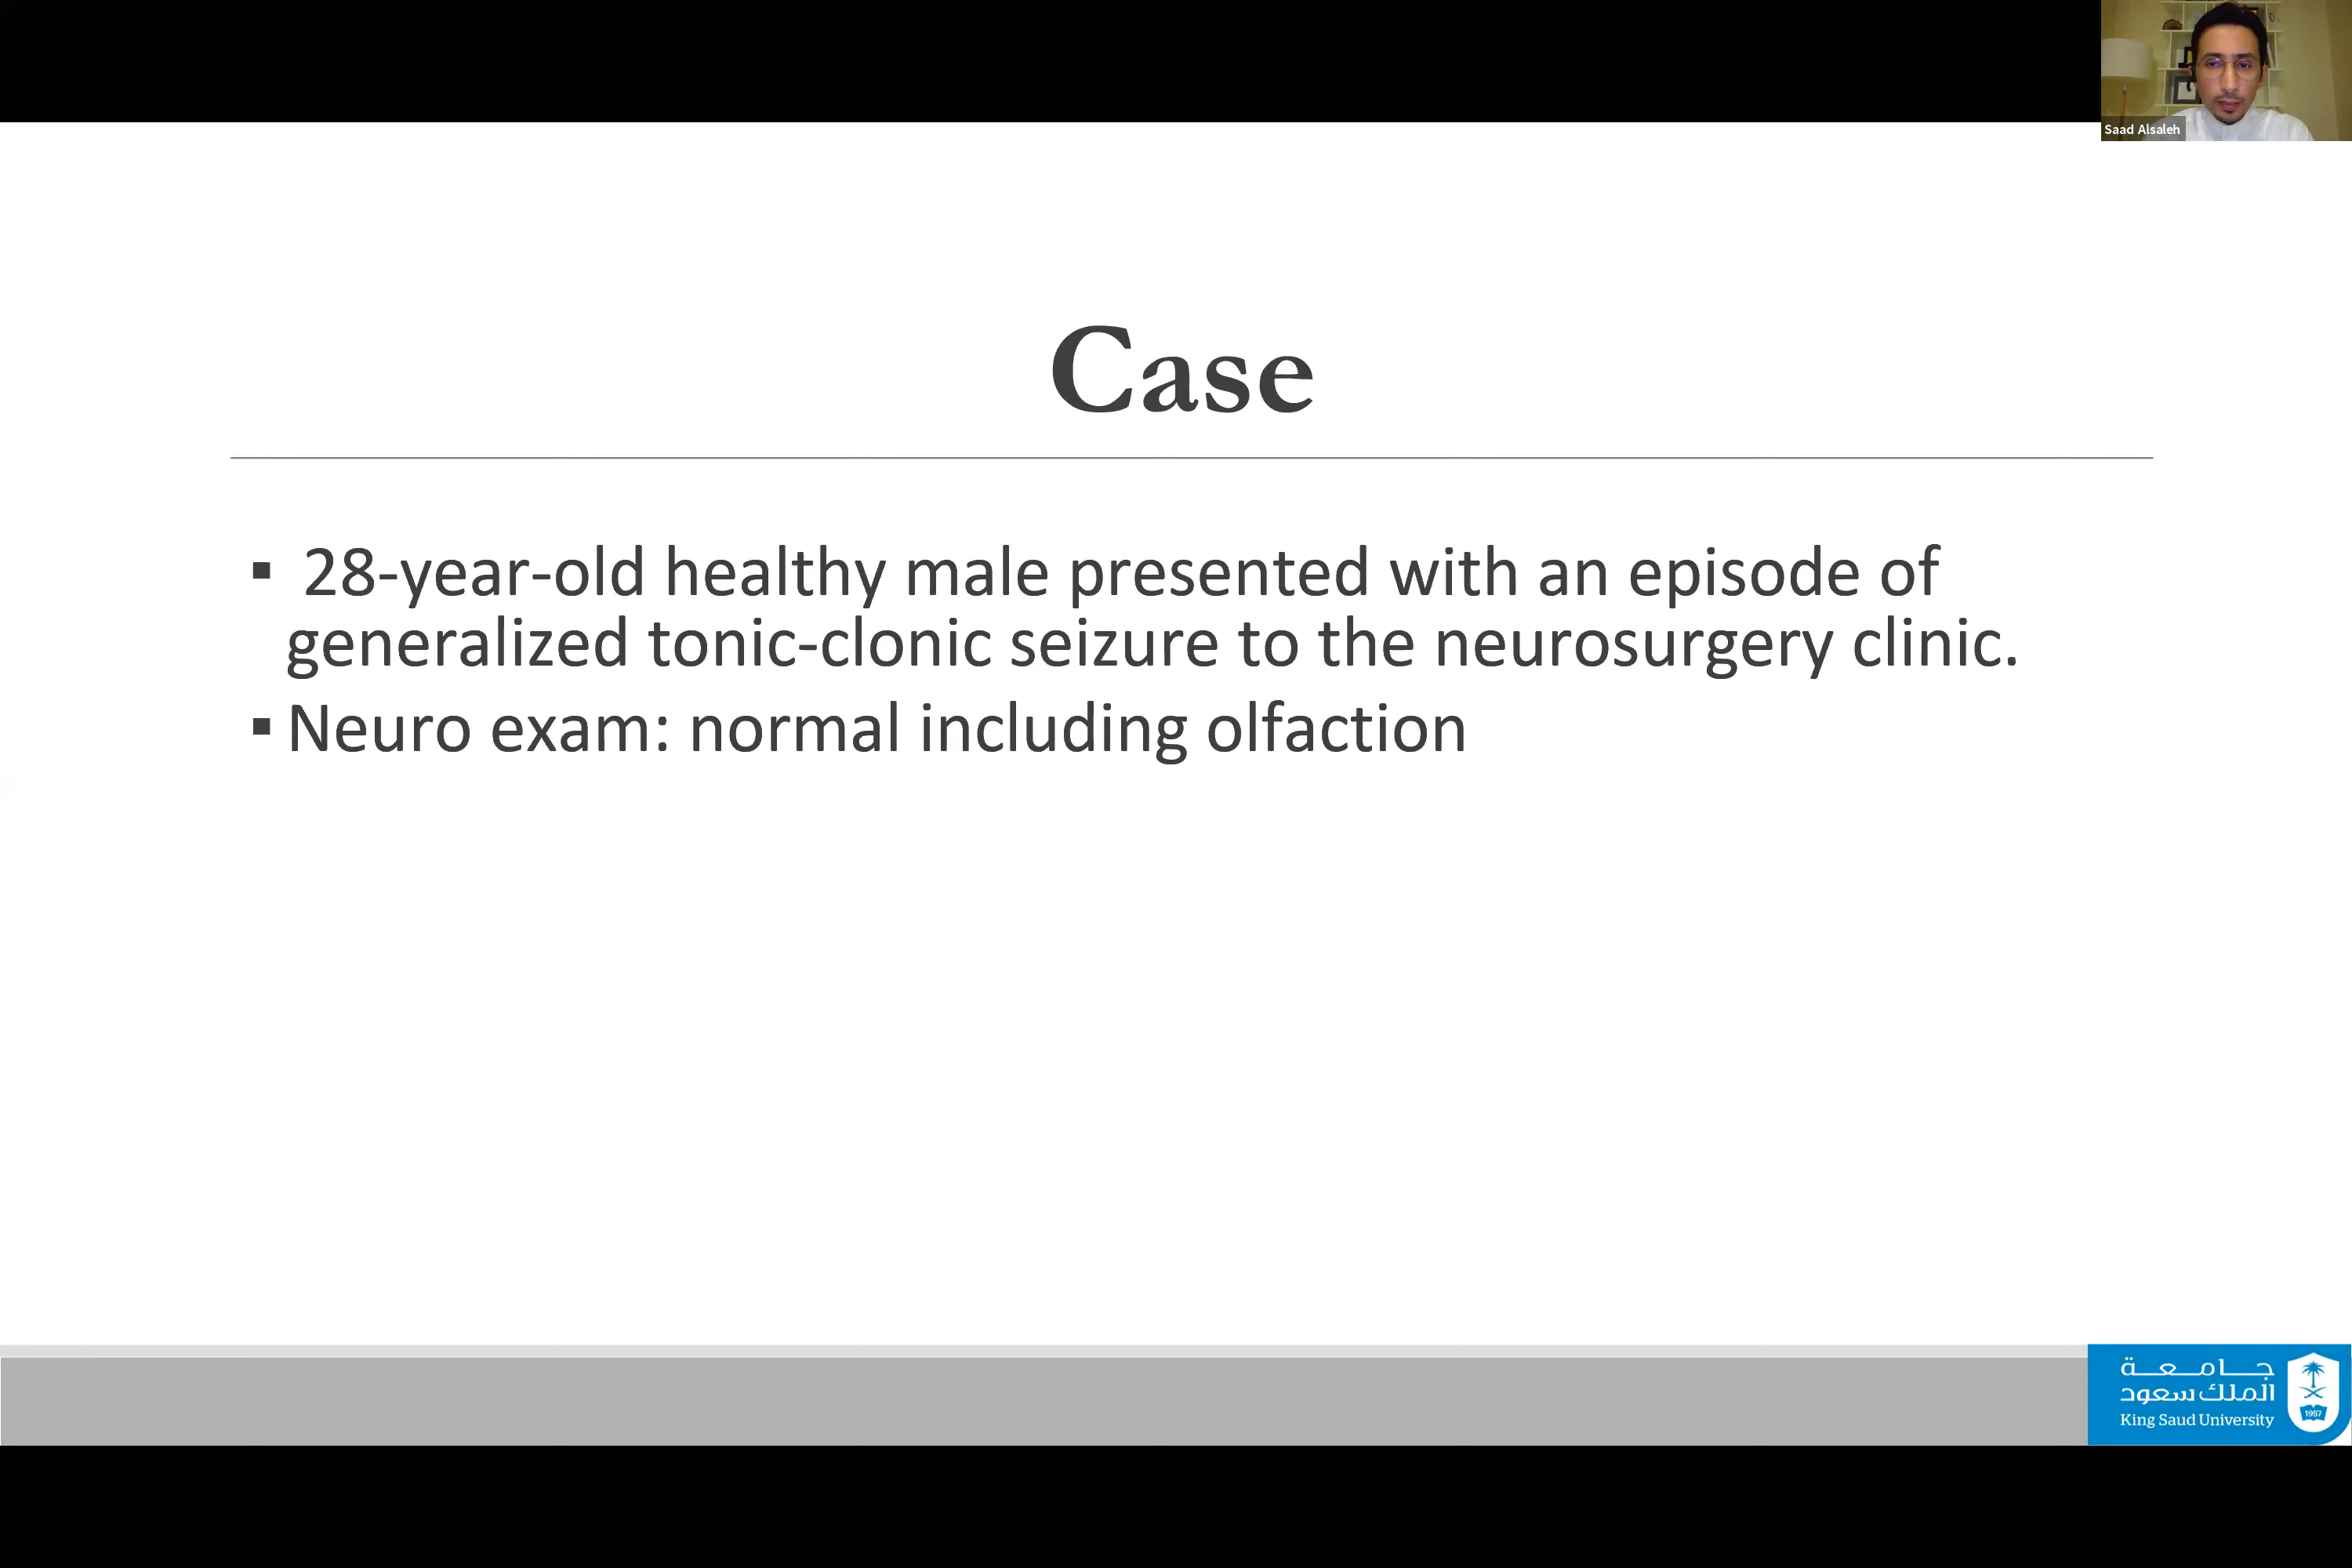 Saad Alsaleh
Case
▪ 28-year-old healthy male presented with an episode of
generalized tonic-clonic seizure to the neurosurgery clinic.
▪ Neuro exam: normal including olfaction
جامعة
الملك سعود
King Saud University
1957